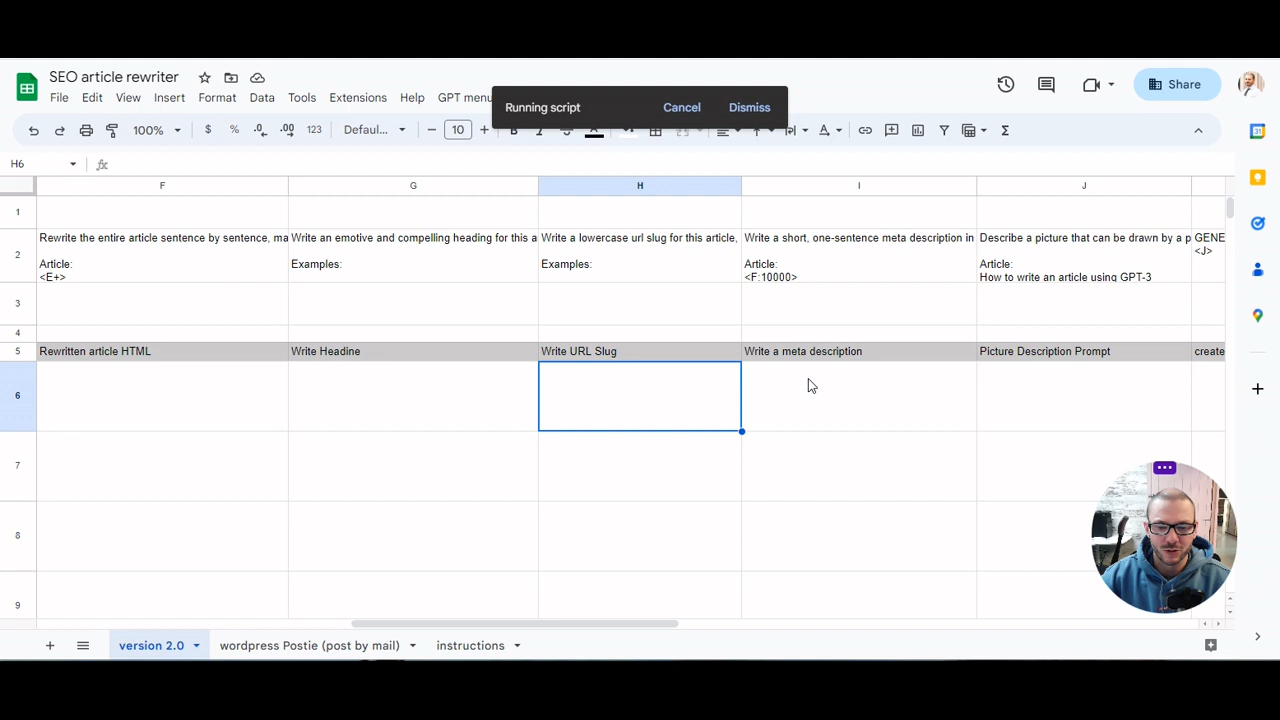 SEO article rewriter
File Edit View Insert Format Data Tools Extensions Help GPT menu
Running script Cancel Dismiss
Share
100% $ % .0 .00 123 Defaul... 10 B
H6 fx
F G H I J
1
2 Rewrite the entire article sentence by sentence, ma Write an emotive and compelling heading for this a Write a lowercase url slug for this article, Write a short, one-sentence meta description in Describe a picture that can be drawn by a p GENE
<J>
Article: Examples: Examples: Article: Article:
<E+> <F:10000> How to write an article using GPT-3
3
4
5 Rewritten article HTML Write Headine Write URL Slug Write a meta description Picture Description Prompt create
6
7
8
9
version 2.0 wordpress Postie (post by mail) instructions